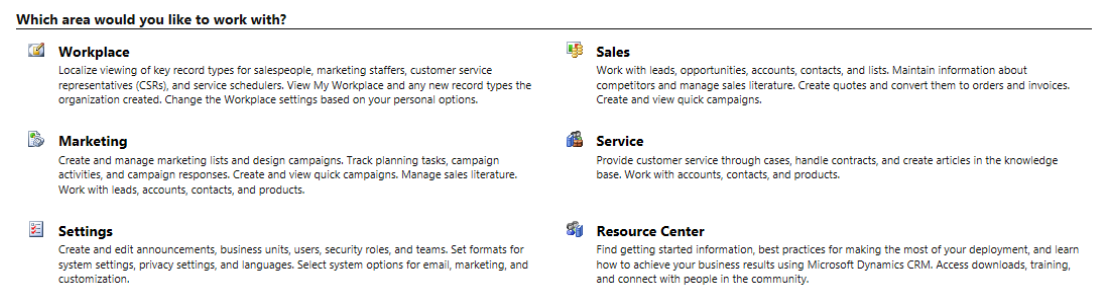 Which area would you like to work with?
Workplace
Localize viewing of key record types for salespeople, marketing staffers, customer service
representatives (CSRs), and service schedulers. View My Workplace and any new record types the
organization created. Change the Workplace settings based on your personal options.
Sales
Work with leads, opportunities, accounts, contacts, and lists. Maintain information about
competitors and manage sales literature. Create quotes and convert them to orders and invoices.
Create and view quick campaigns.
Marketing
Create and manage marketing lists and design campaigns. Track planning tasks, campaign
activities, and campaign responses. Create and view quick campaigns. Manage sales literature.
Work with leads, accounts, contacts, and products.
Service
Provide customer service through cases, handle contracts, and create articles in the knowledge
base. Work with accounts, contacts, and products.
Settings
Create and edit announcements, business units, users, security roles, and teams. Set formats for
system settings, privacy settings, and languages. Select system options for email, marketing, and
customization.
Resource Center
Find getting started information, best practices for making the most of your deployment, and learn
how to achieve your business results using Microsoft Dynamics CRM. Access downloads, training,
and connect with people in the community.